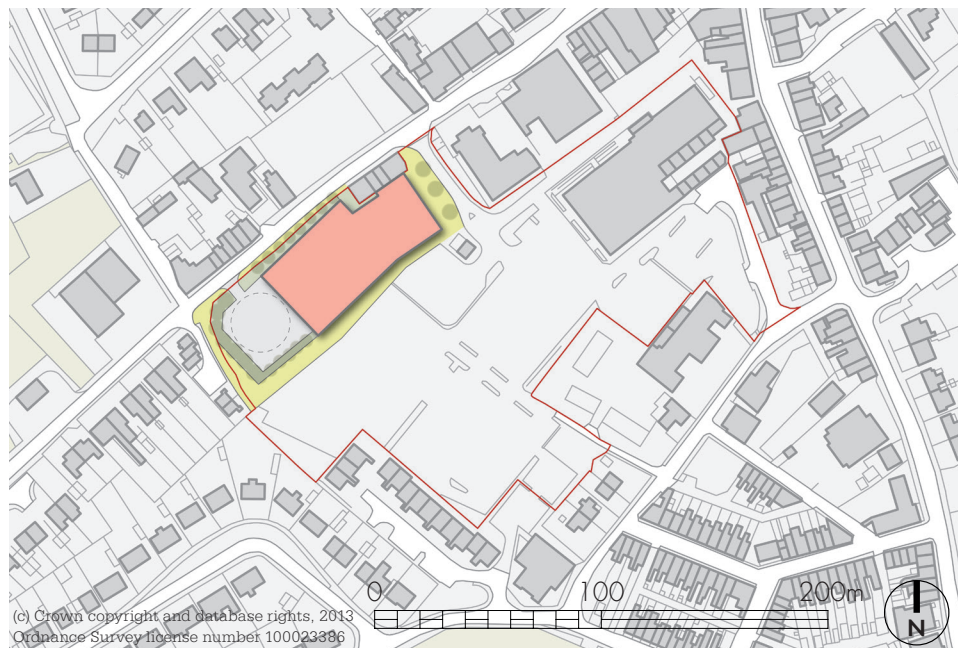 0 100 200m
(c) Crown copyright and database rights, 2013
Ordnance Survey license number 100023386
N